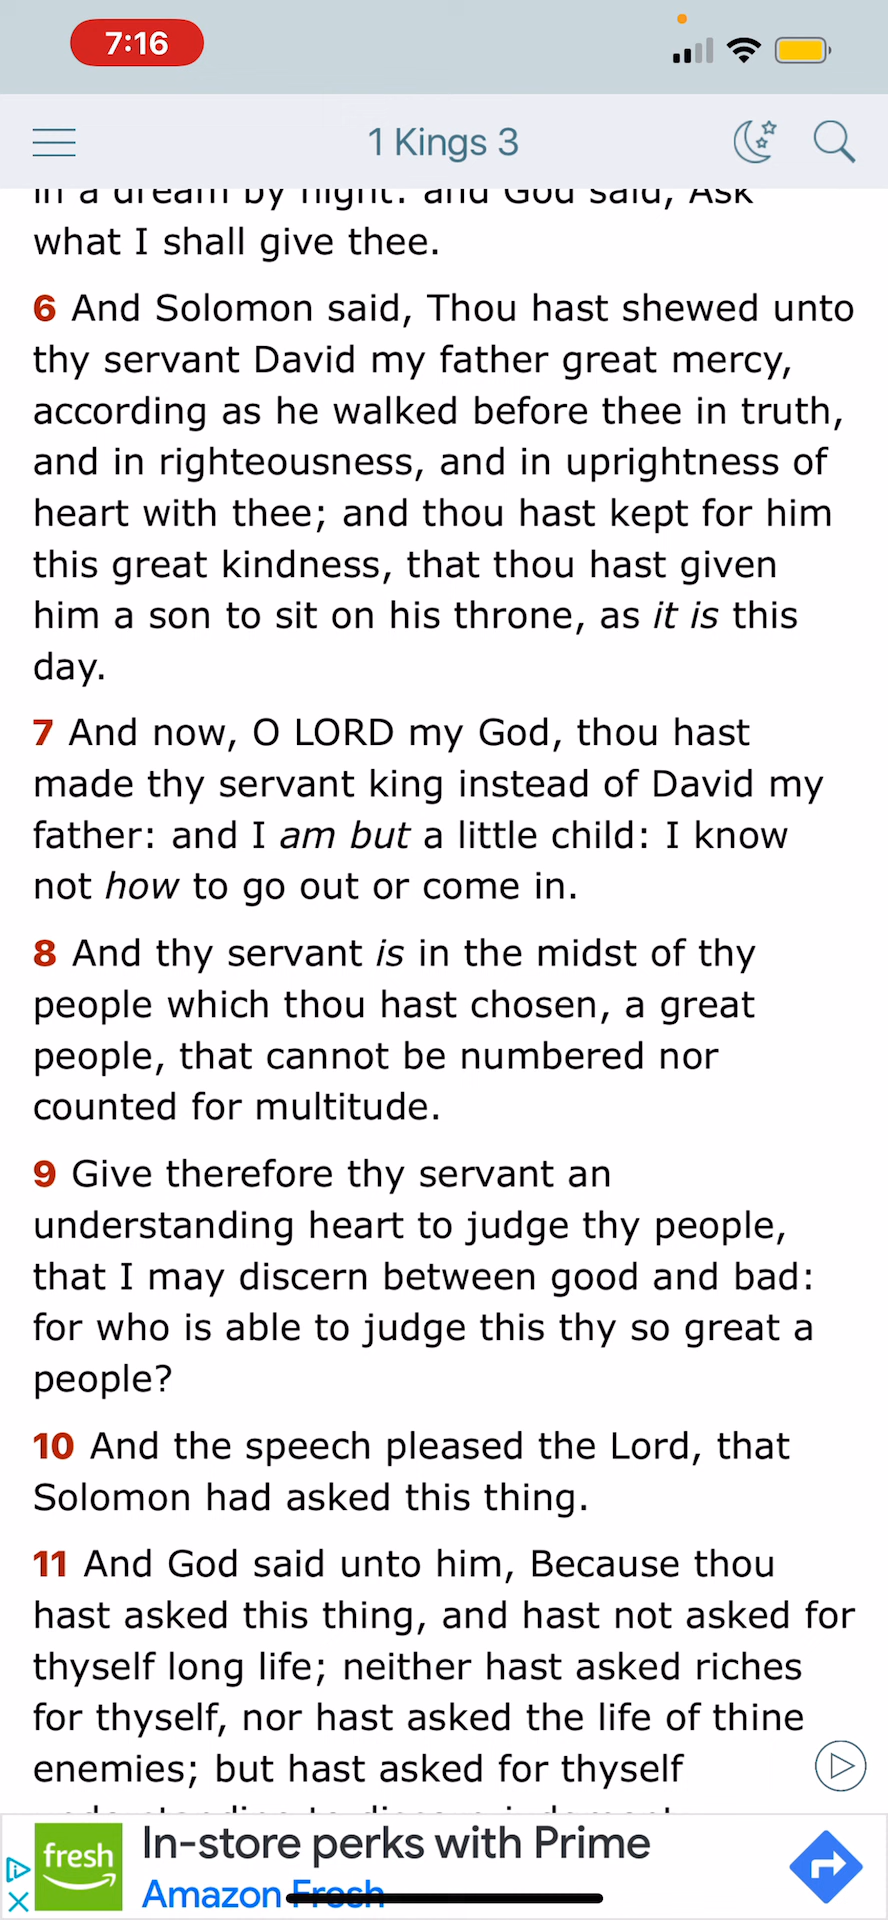 7:16
1 Kings 3
in a dream by night: and God said, Ask
what I shall give thee.
6 And Solomon said, Thou hast shewed unto
thy servant David my father great mercy,
according as he walked before thee in truth,
and in righteousness, and in uprightness of
heart with thee; and thou hast kept for him
this great kindness, that thou hast given
him a son to sit on his throne, as it is this
day.
7 And now, O LORD my God, thou hast
made thy servant king instead of David my
father: and I am but a little child: I know
not how to go out or come in.
8 And thy servant is in the midst of thy
people which thou hast chosen, a great
people, that cannot be numbered nor
counted for multitude.
9 Give therefore thy servant an
understanding heart to judge thy people,
that I may discern between good and bad:
for who is able to judge this thy so great a
people?
10 And the speech pleased the Lord, that
Solomon had asked this thing.
11 And God said unto him, Because thou
hast asked this thing, and hast not asked for
thyself long life; neither hast asked riches
for thyself, nor hast asked the life of thine
enemies; but hast asked for thyself
fresh
In-store perks with Prime
Amazon Fresh